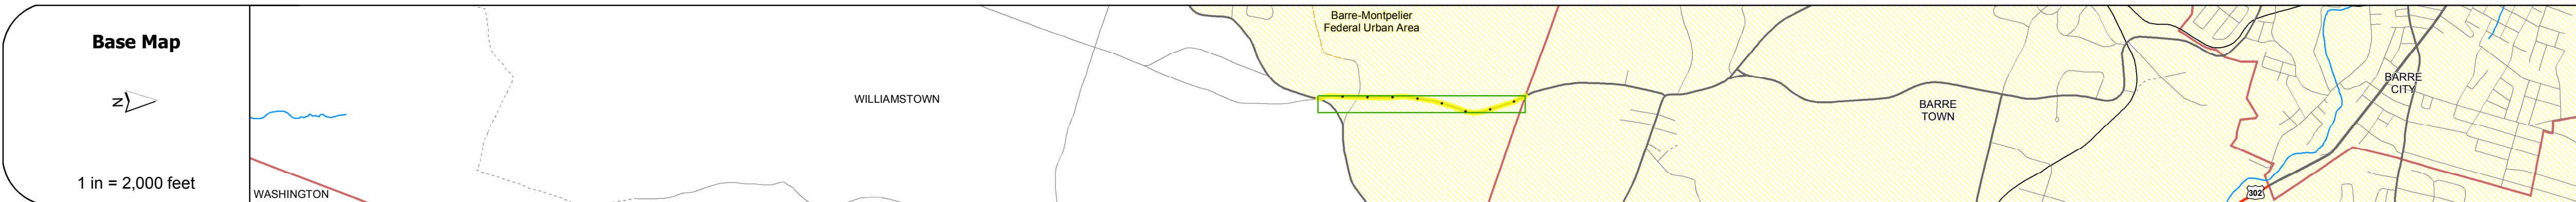 Base Map
N
1 in = 2,000 feet
WASHINGTON
WILLIAMSTOWN
Barre-Montpelier
Federal Urban Area
BARRE
TOWN
BARRE
CITY
302